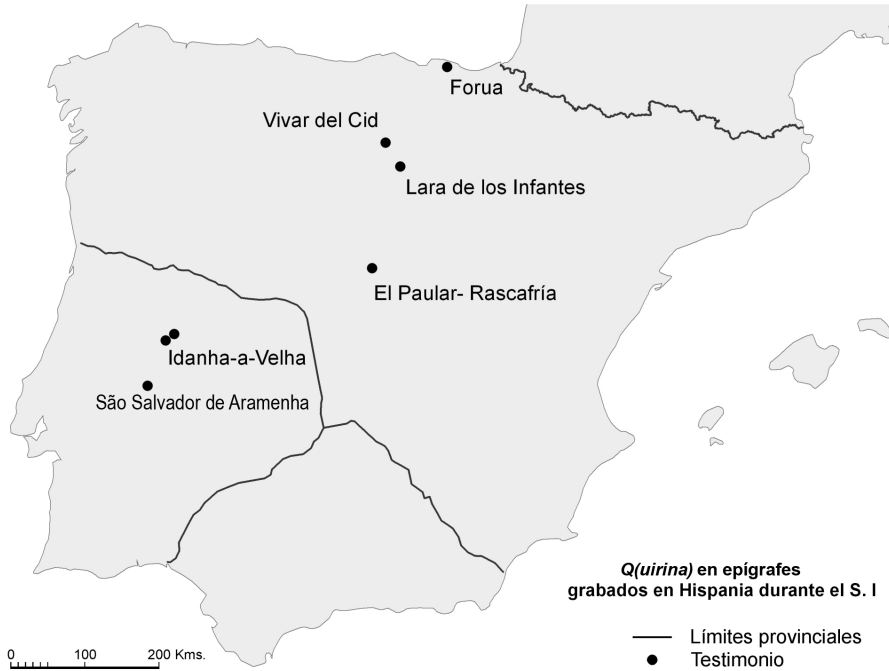 Forua
Vivar del Cid
Lara de los Infantes
El Paular- Rascafría
Idanha-a-Velha
São Salvador de Aramenha
Q(uirina) en epígrafes
grabados en Hispania durante el S. I
Límites provinciales
0 100 200 Kms.
Testimonio